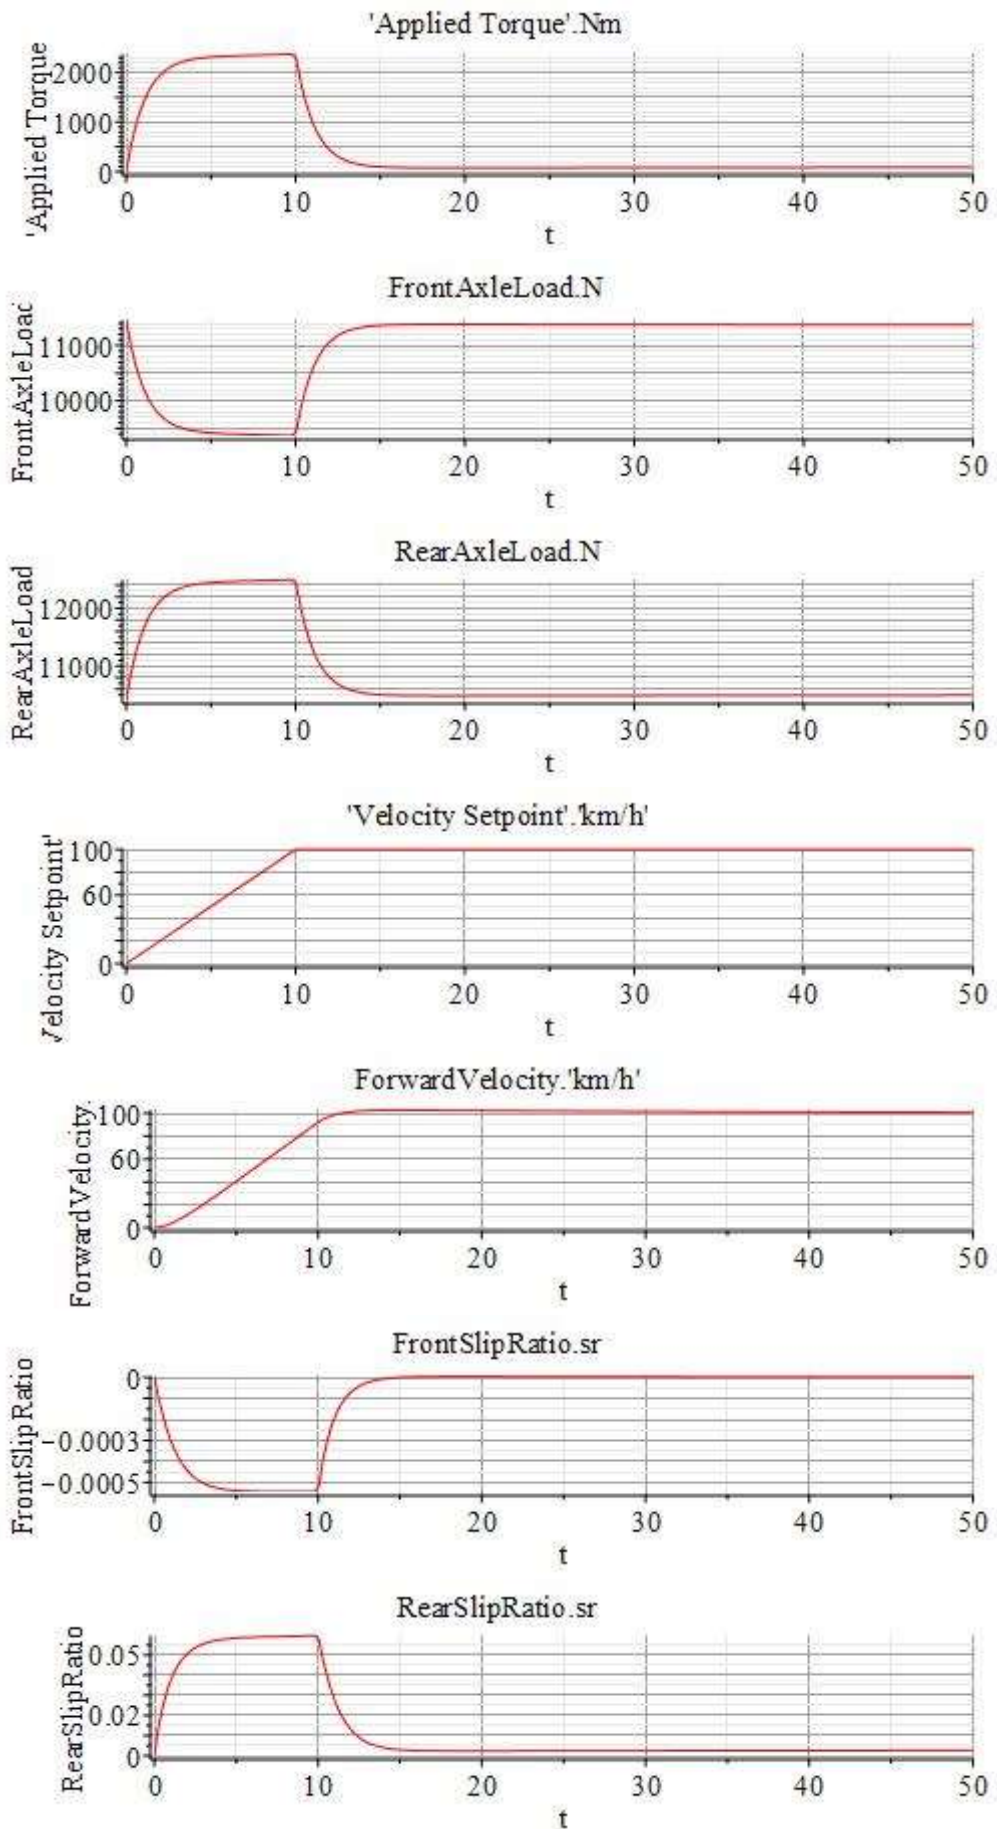 'Applied Torque'.Nm
'Applied Torque
2000
1000
0
0 10 20 30 40 50
t
FrontAxleLoad.N
FrontAxleLoad
11000
10000
0 10 20 30 40 50
t
RearAxleLoad.N
RearAxleLoad
12000
11000
0 10 20 30 40 50
t
'Velocity Setpoint'.'km/h'
Velocity Setpoint'
100
60
0
0 10 20 30 40 50
t
ForwardVelocity.'km/h'
ForwardVelocity.
100
60
0
0 10 20 30 40 50
t
FrontSlipRatio.sr
FrontSlipRatio
0
-0.0003
-0.0005
0 10 20 30 40 50
t
RearSlipRatio.sr
RearSlipRatio
0.05
0.02
0
0 10 20 30 40 50
t